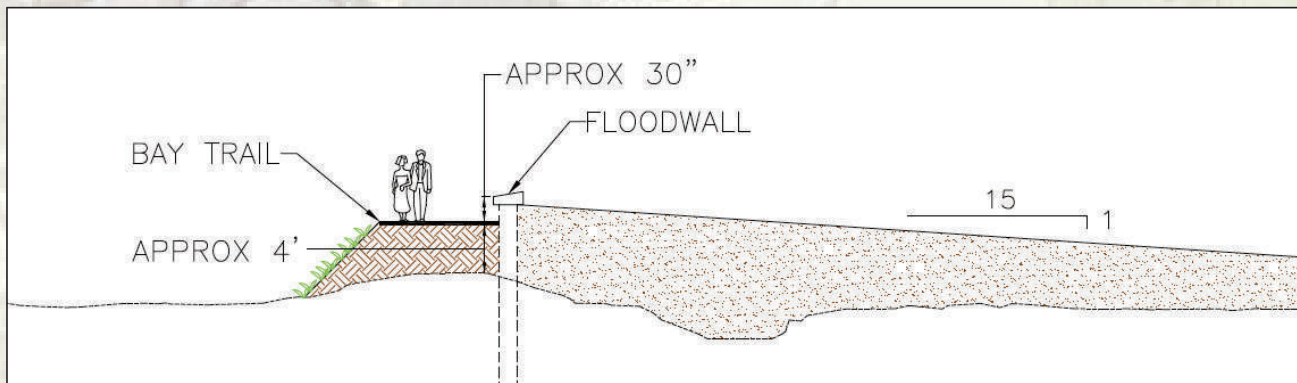 APPROX 30"
FLOODWALL
BAY TRAIL
15
1
APPROX 4'